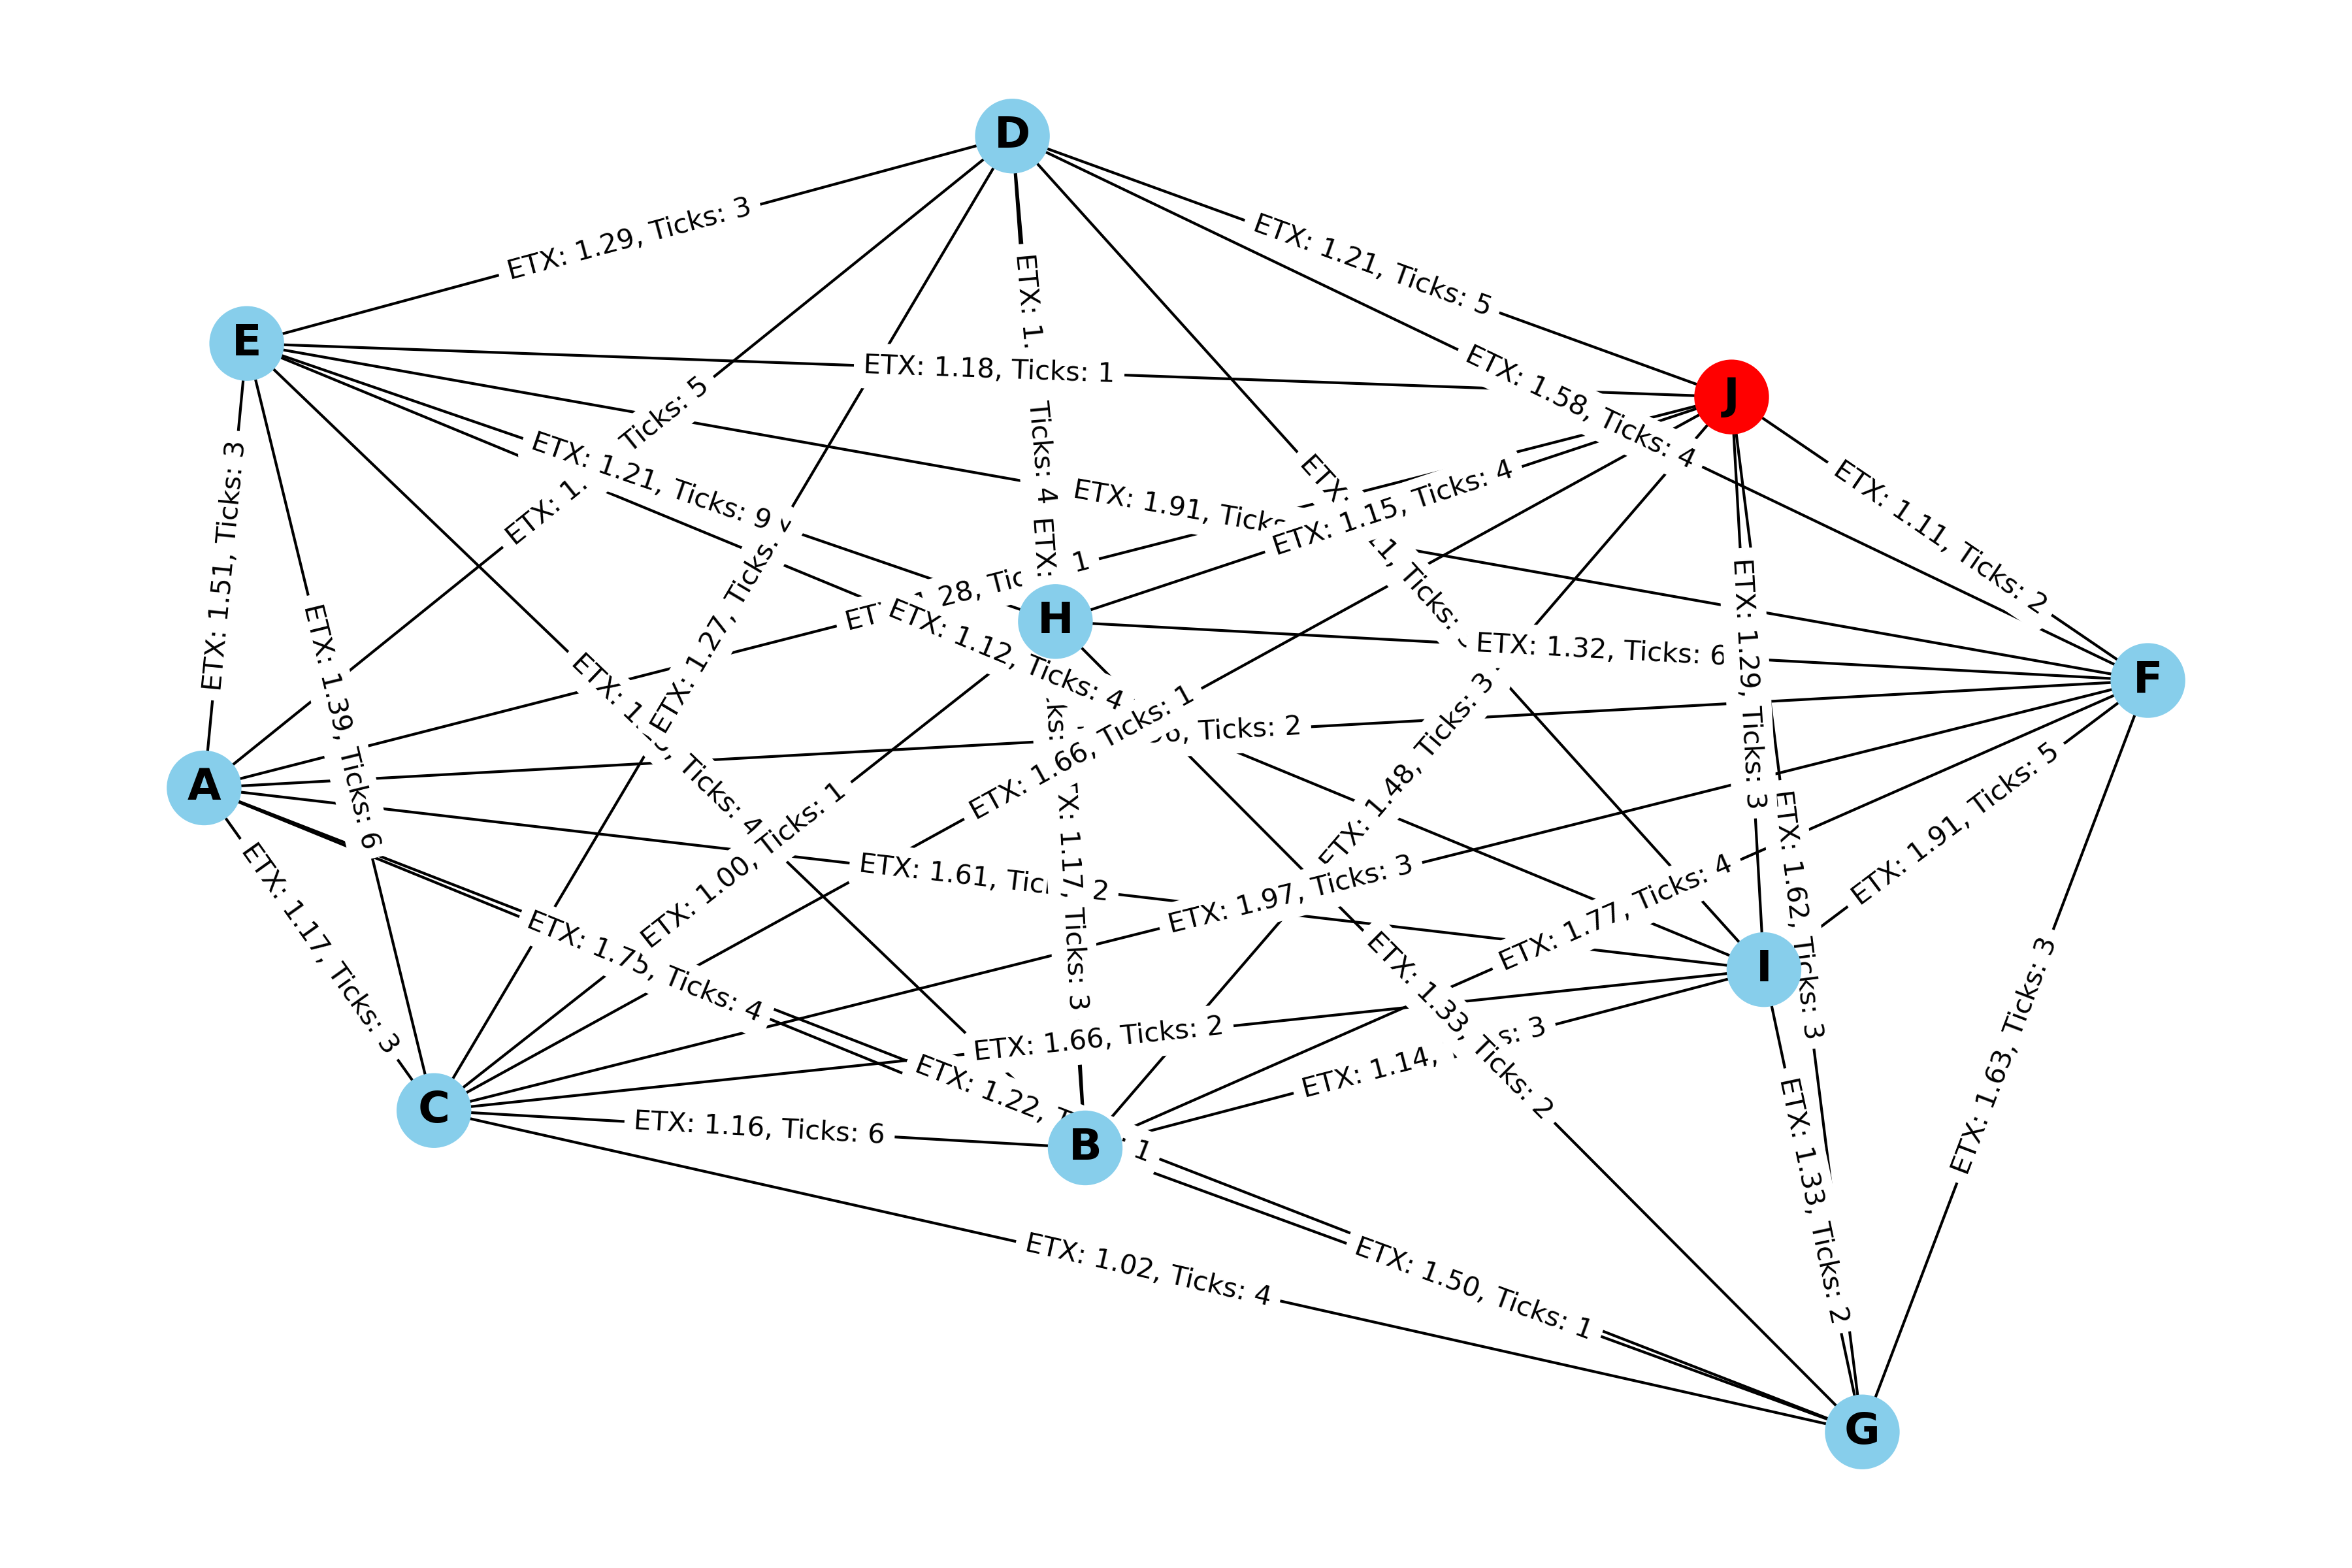 D
ETX: 1.29, Ticks: 3
ETX: 1.21, Ticks: 5
E
ETX: 1.18, Ticks: 1
J
ETX: 1.
Ticks: 4
ETX: 1.58, Ticks: 4
ETX: 1.
Ticks: 5
ETX: 1.21, Ticks: 9
ETX: 1.91,
ETX: 1.15, Ticks: 4
ETX: 1.11, Ticks: 2
ETX:
Ticks:
ETX: 1.51, Ticks: 3
28,
1
ETX:
H
ETX: 1.12, Ticks: 4
ETX: 1.27, Ticks:
ETX: 1.32, Ticks: 6
F
ETX: 1.39, Ticks: 6
ETX:
Ticks: 4
ETX: 1.29, Ticks: 3
Ticks: 2
ETX: 1.66, Ticks: 1
ETX: 1.48, Ticks: 3
A
ETX: 1.00, Ticks: 1
ETX: 1.61,
2
1.17, Ticks: 3
ETX: 1.97, Ticks: 3
ETX: 1.77, Ticks: 4
ETX: 1.91, Ticks: 5
ETX: 1.62, Ticks: 3
ETX: 1.17, Ticks: 3
ETX: 1.75, Ticks: 4
I
ETX: 1.66, Ticks: 2
ETX: 1.14,
3
ETX: 1.33, Ticks: 2
ETX: 1.63, Ticks: 3
C
ETX: 1.16, Ticks: 6
ETX: 1.22,
1
B
ETX: 1.33, Ticks: 2
ETX: 1.02, Ticks: 4
ETX: 1.50, Ticks: 1
G